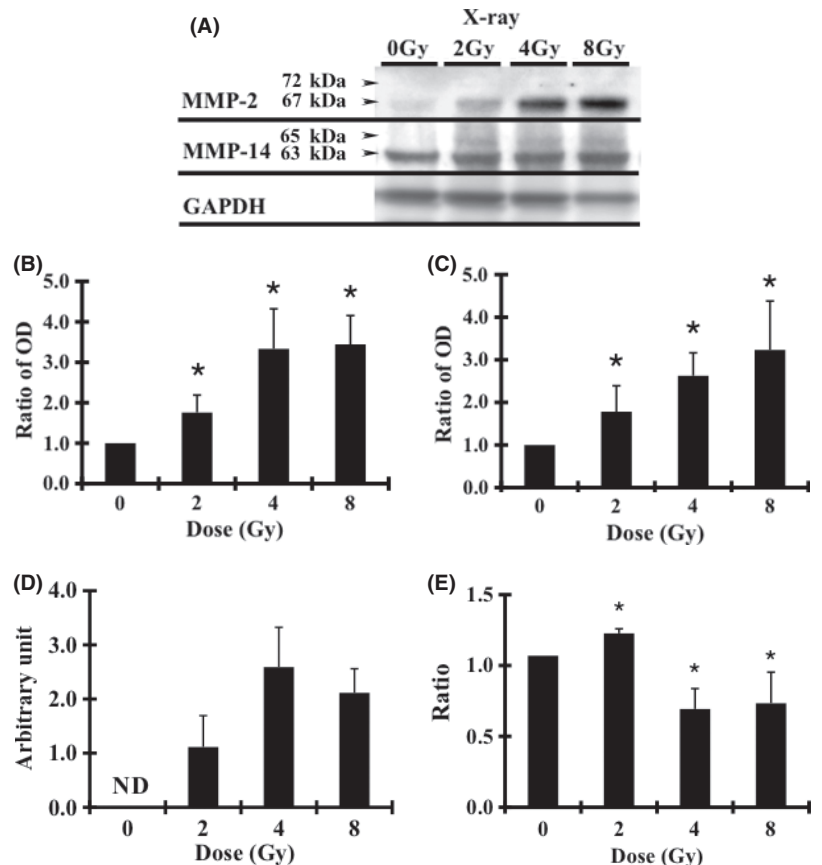 (A)
X-ray
0Gy 2Gy 4Gy 8Gy
72 kDa
MMP-2 67 kDa
65 kDa
MMP-14 63 kDa
GAPDH
(B)
5.0
4.0
3.0
2.0
1.0
0.0
Ratio of OD
* * *
0 2 4 8
Dose (Gy)
(C)
5.0
4.0
3.0
2.0
1.0
0.0
Ratio of OD
* * *
0 2 4 8
Dose (Gy)
(D)
4.0
3.0
2.0
1.0
0.0
Arbitrary unit
ND
0 2 4 8
Dose (Gy)
(E)
1.5
1.0
0.5
0.0
Ratio
* * *
0 2 4 8
Dose (Gy)